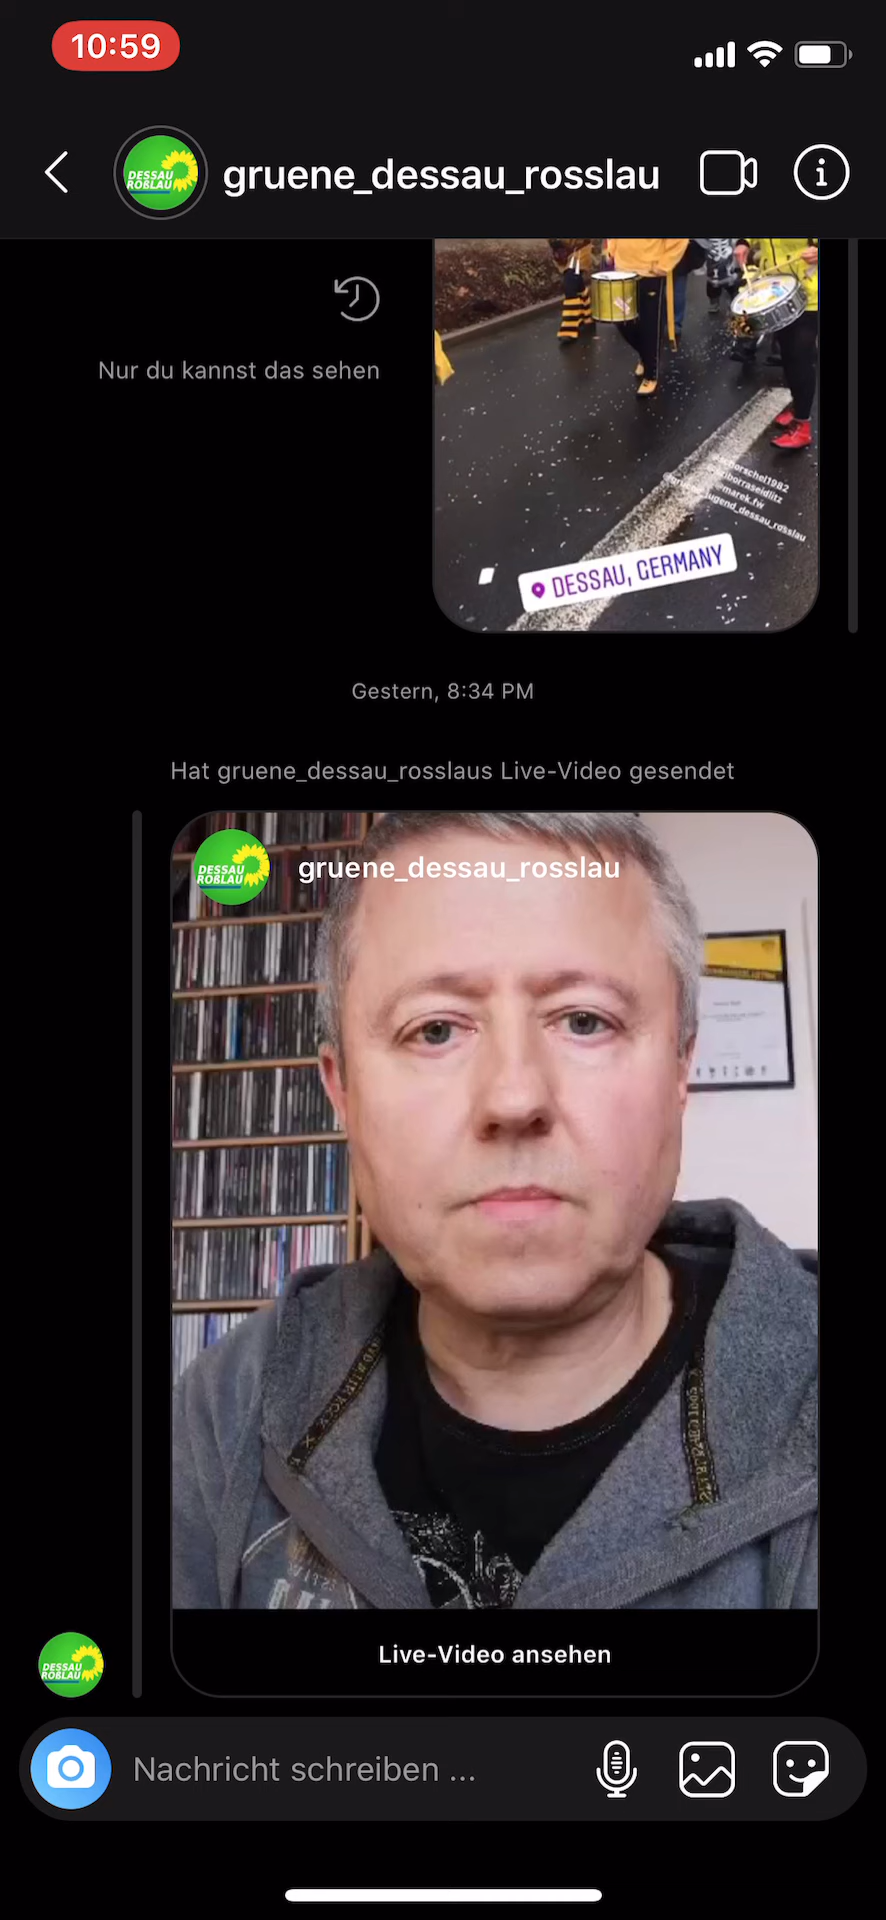 10:59
gruene_dessau_rosslau
DESSAU
ROßLAU
Nur du kannst das sehen
DESSAU, GERMANY
Gestern, 8:34 PM
Hat gruene_dessau_rosslaus Live-Video gesendet
DESSAU
ROßLAU
gruene_dessau_rosslau
Live-Video ansehen
DESSAU
ROßLAU
Nachricht schreiben ...